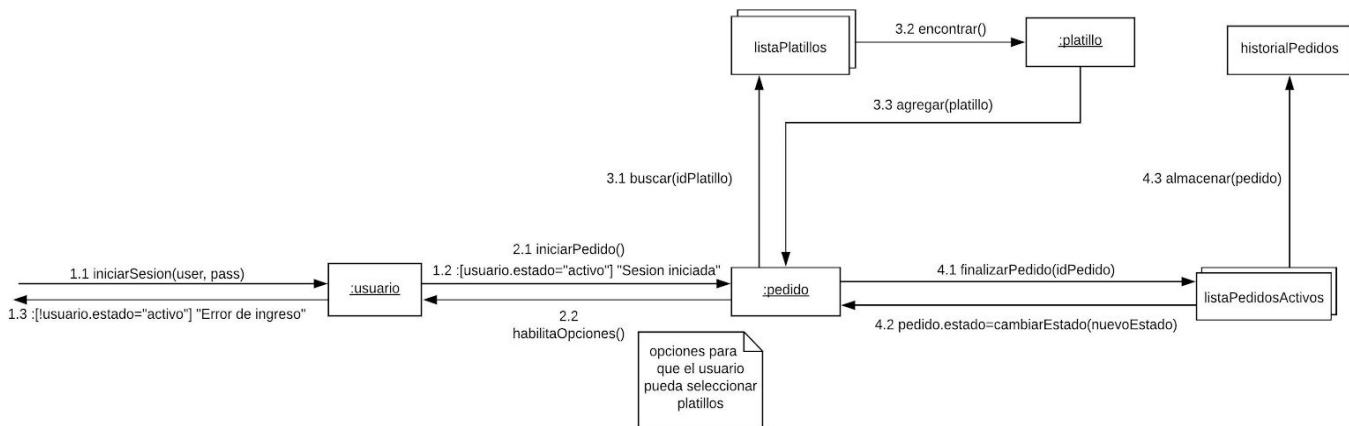 3.2 encontrar()
listaPlatillos
:platillo
historialPedidos
3.3 agregar(platillo)
3.1 buscar(idPlatillo)
4.3 almacenar(pedido)
2.1 iniciarPedido()
1.1 iniciarSesion(user, pass)
1.2 :[usuario.estado="activo"] "Sesion iniciada"
4.1 finalizarPedido(idPedido)
:usuario
:pedido
listaPedidosActivos
1.3 :[!usuario.estado="activo"] "Error de ingreso"
2.2
habilitaOpciones()
4.2 pedido.estado=cambiarEstado(nuevoEstado)
opciones para
que el usuario
pueda seleccionar
platillos